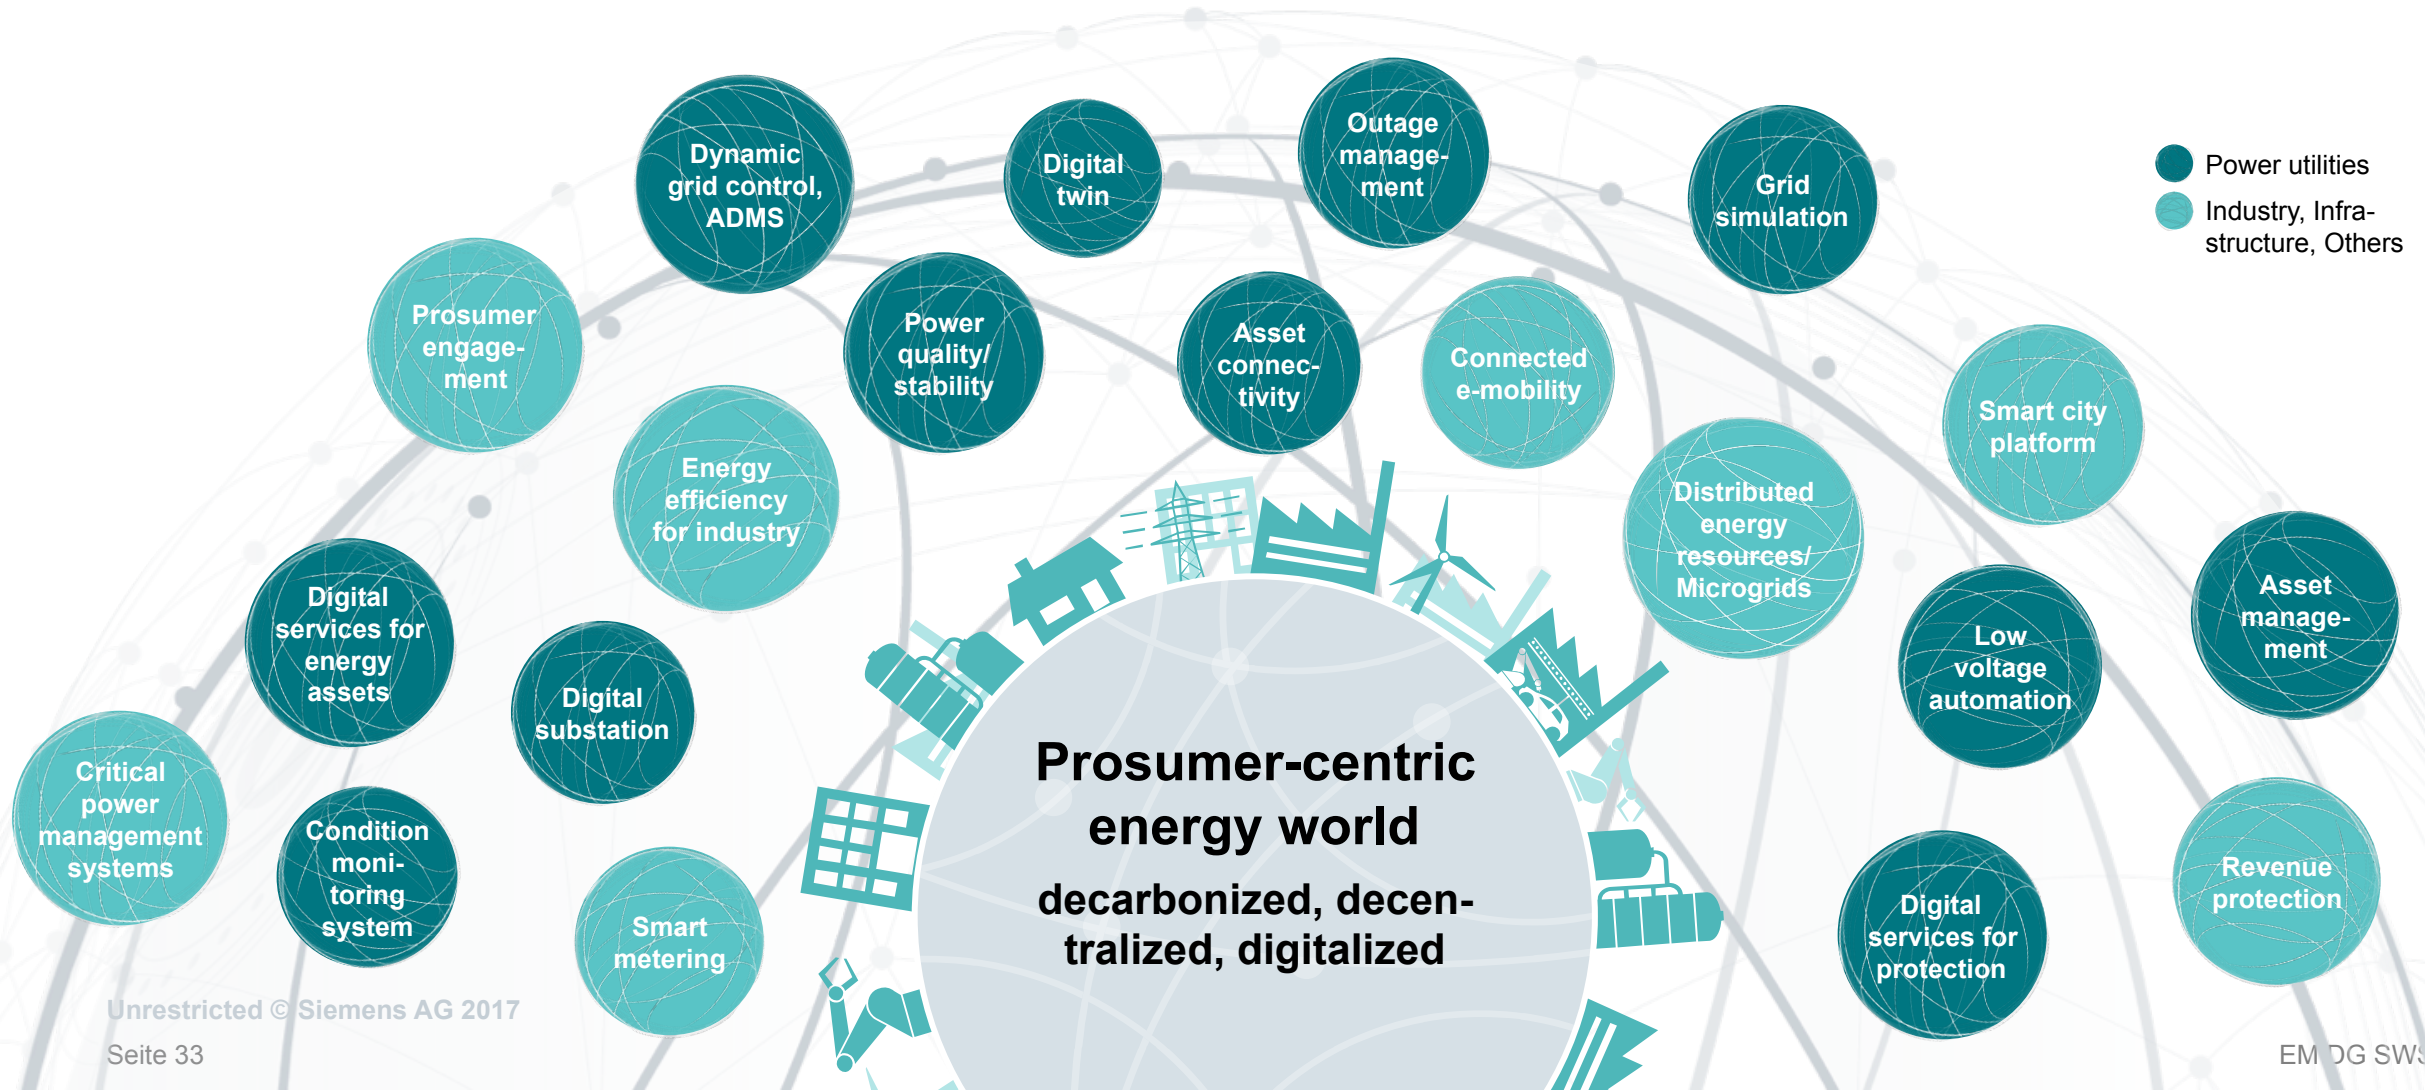 Dynamic
grid control,
ADMS
Digital
twin
Outage
manage-
ment
Grid
simulation
Power utilities
Industry, Infra-
structure, Others
Prosumer
engage-
ment
Power
quality/
stability
Asset
connec-
tivity
Connected
e-mobility
Smart city
platform
Energy
efficiency
for industry
Distributed
energy
resources/
Microgrids
Digital
services for
energy
assets
Digital
substation
Low
voltage
automation
Asset
manage-
ment
Critical
power
management
systems
Condition
moni-
toring
system
Smart
metering
Prosumer-centric
energy world
decarbonized, decen-
tralized, digitalized
Digital
services for
protection
Revenue
protection
Unrestricted © Siemens AG 2017
Seite 33
EM DG SWS